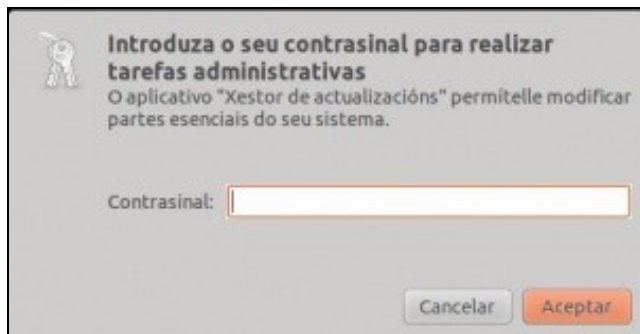 Introduza o seu contrasinal para realizar
tarefas administrativas
O aplicativo "Xestor de actualizacións" permítelle modificar
partes esenciais do seu sistema.
Contrasinal:
Cancelar Aceptar